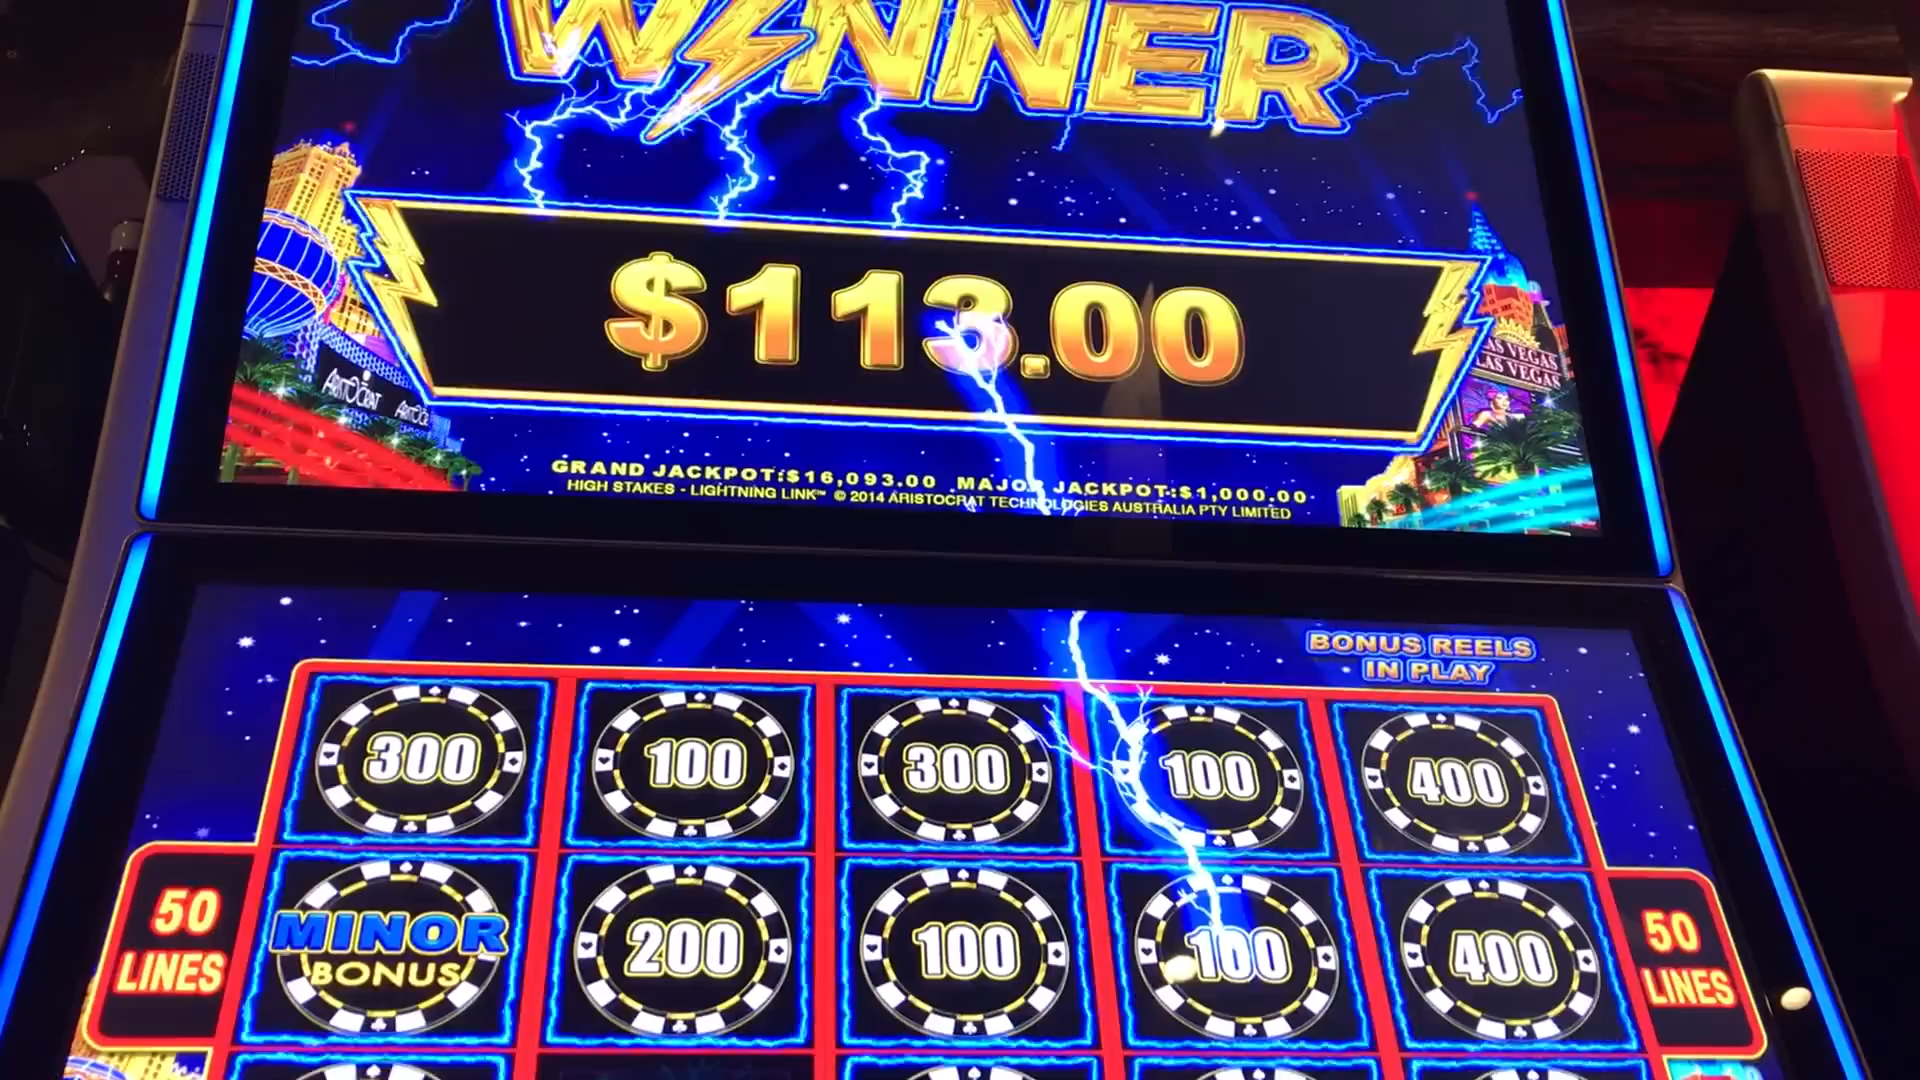 WINNER
$113.00
ARISTOCRAT
LAS VEGAS
LAS VEGAS
GRAND JACKPOT:$16,093.00 MAJOR JACKPOT:$1,000.00
HIGH STAKES - LIGHTNING LINK™ © 2014 ARISTOCRAT TECHNOLOGIES AUSTRALIA PTY LIMITED
BONUS REELS
IN PLAY
300 100 300 100 400
50
LINES
MINOR
BONUS
200 100 100 400
50
LINES